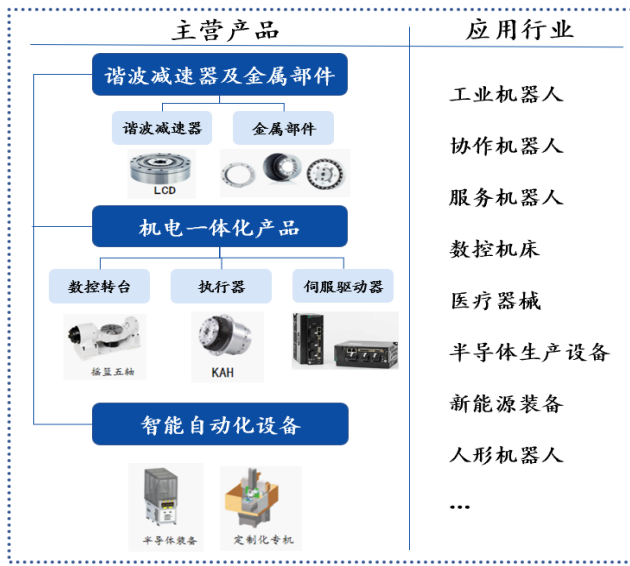 主营产品
应用行业
谐波减速器及金属部件
谐波减速器
金属部件
LCD
机电一体化产品
数控转台
执行器
伺服驱动器
摇篮五轴
KAH
智能自动化设备
半导体装备
定制化专机
工业机器人
协作机器人
服务机器人
数控机床
医疗器械
半导体生产设备
新能源装备
人形机器人
...